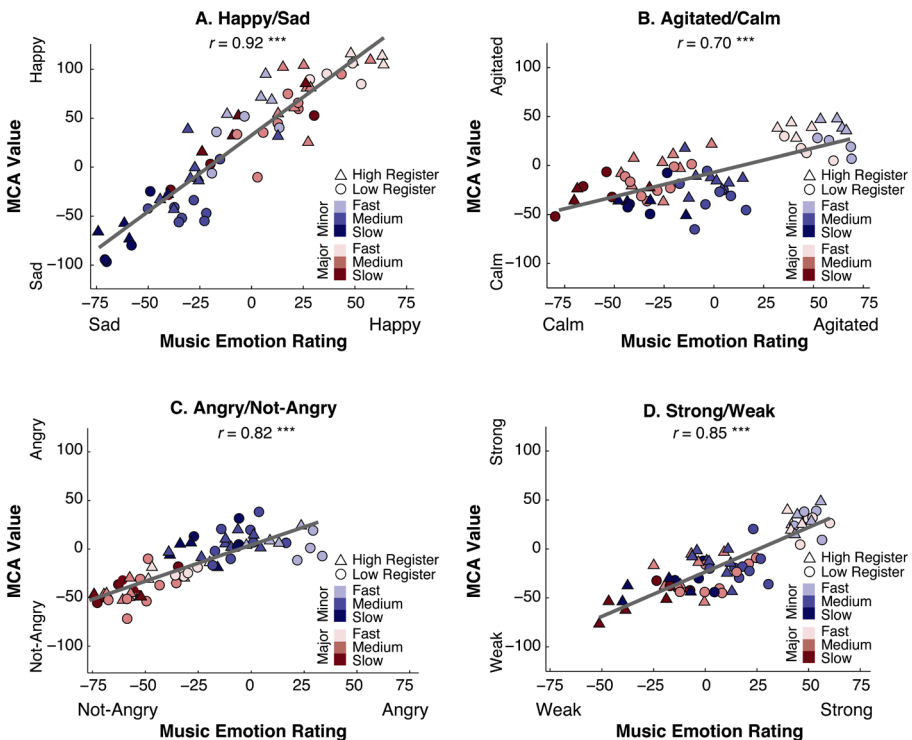 A. Happy/Sad
r = 0.92 ***
Happy
100
50
0
−50
−100
Sad
MCA Value
High Register
Low Register
Minor
Fast
Medium
Slow
Major
Fast
Medium
Slow
−75 −50 −25 0 25 50 75
Sad Happy
Music Emotion Rating
B. Agitated/Calm
r = 0.70 ***
Agitated
100
50
0
−50
−100
Calm
MCA Value
High Register
Low Register
Minor
Fast
Medium
Slow
Major
Fast
Medium
Slow
−75 −50 −25 0 25 50 75
Calm Agitated
Music Emotion Rating
C. Angry/Not-Angry
r = 0.82 ***
Angry
100
50
0
−50
−100
Not-Angry
MCA Value
High Register
Low Register
Minor
Fast
Medium
Slow
Major
Fast
Medium
Slow
−75 −50 −25 0 25 50 75
Not-Angry Angry
Music Emotion Rating
D. Strong/Weak
r = 0.85 ***
Strong
100
50
0
−50
−100
Weak
MCA Value
High Register
Low Register
Minor
Fast
Medium
Slow
Major
Fast
Medium
Slow
−75 −50 −25 0 25 50 75
Weak Strong
Music Emotion Rating